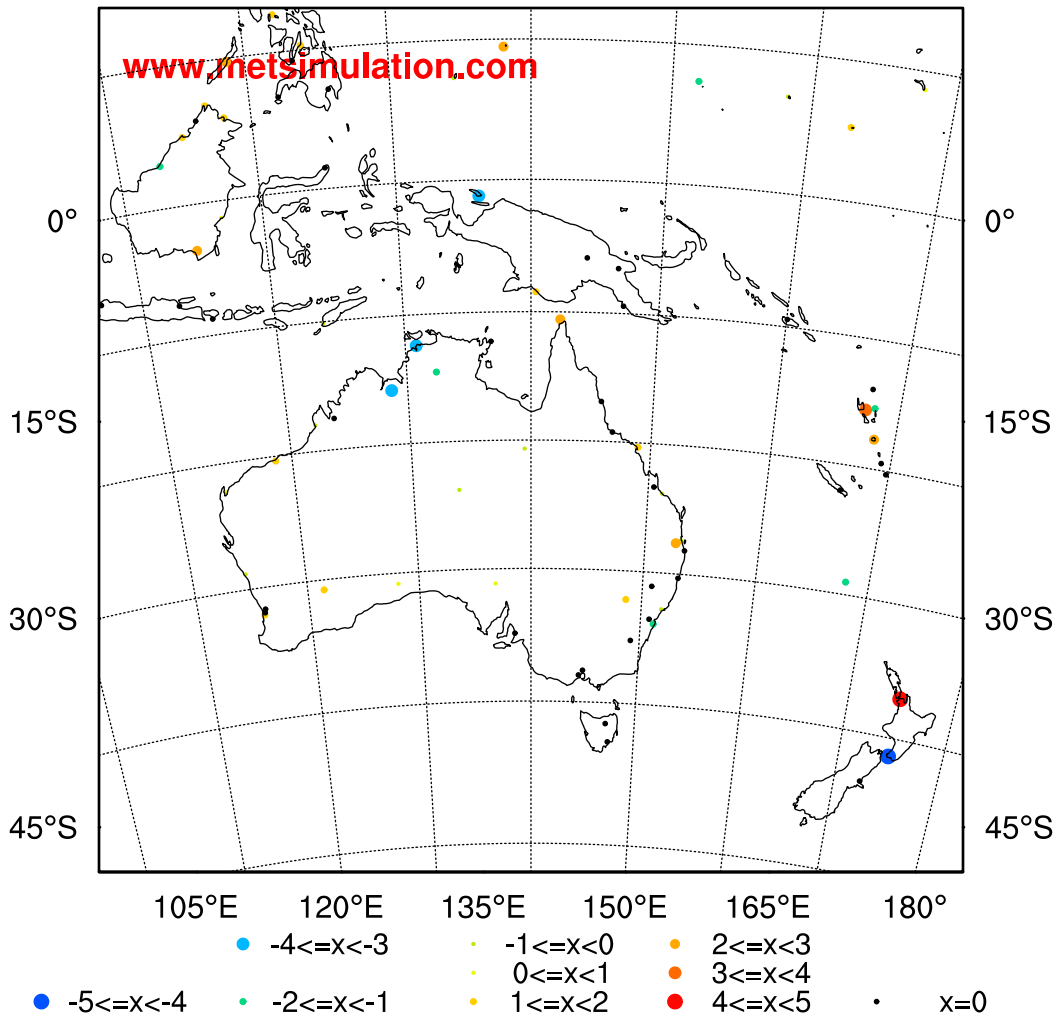 www.metsimulation.com
0° 0°
15°S 15°S
30°S 30°S
45°S 45°S
105°E 120°E 135°E 150°E 165°E 180°
-4<=x<-3 -1<=x<0 2<=x<3
0<=x<1 3<=x<4
-5<=x<-4 -2<=x<-1 1<=x<2 4<=x<5 x=0